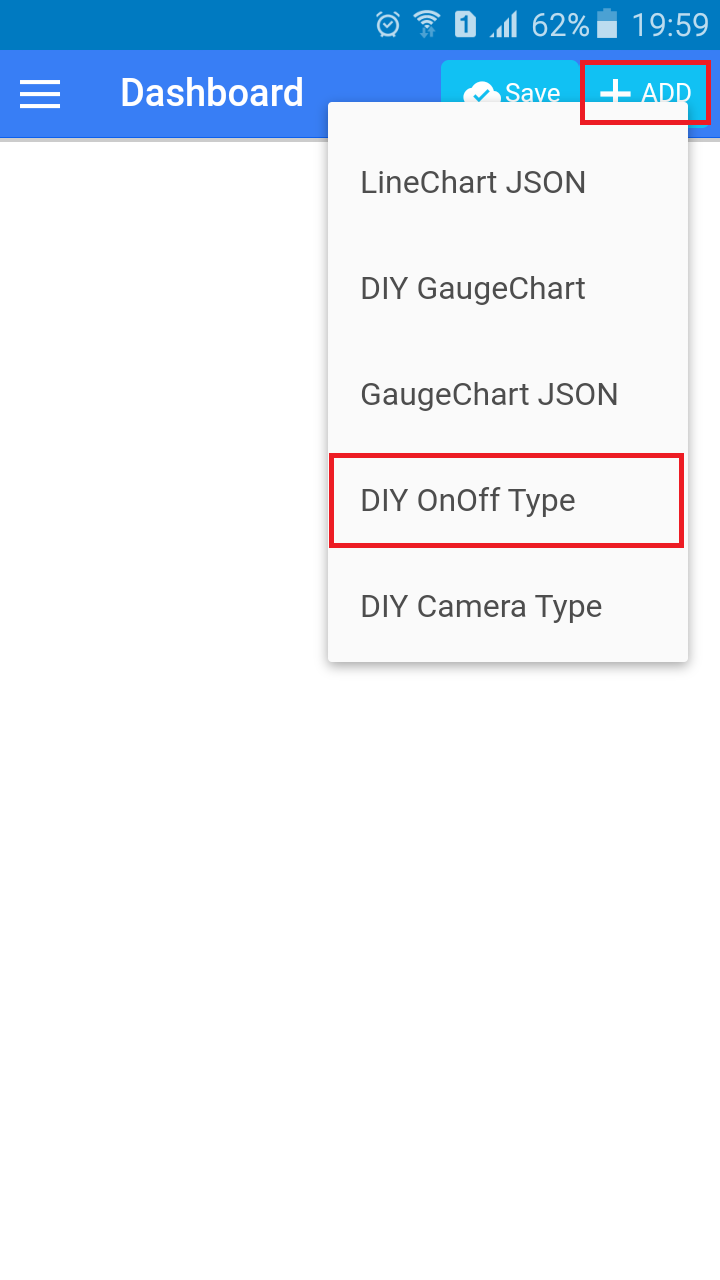 1 62% 19:59
Dashboard Save ADD
LineChart JSON
DIY GaugeChart
GaugeChart JSON
DIY OnOff Type
DIY Camera Type